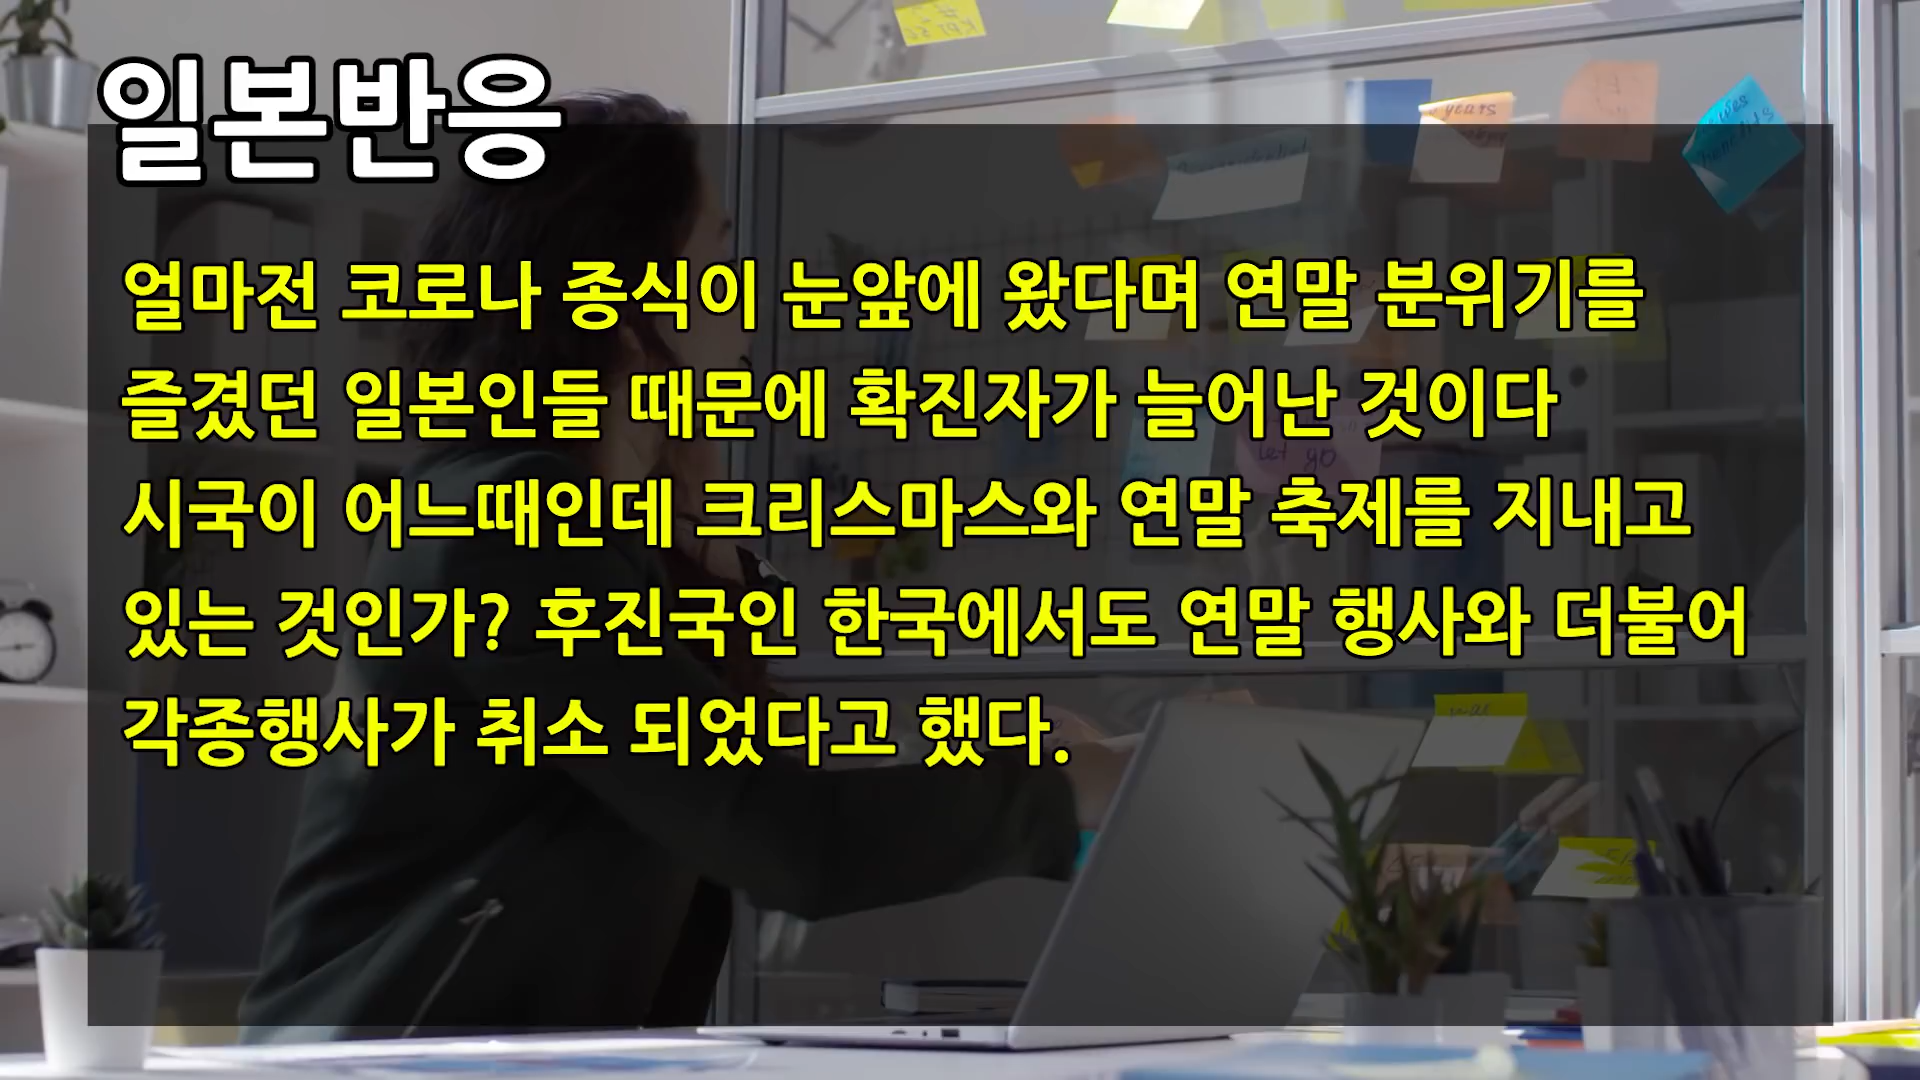 일본반응
얼마전 코로나 종식이 눈앞에 왔다며 연말 분위기를
즐겼던 일본인들 때문에 확진자가 늘어난 것이다
시국이 어느때인데 크리스마스와 연말 축제를 지내고
있는 것인가? 후진국인 한국에서도 연말 행사와 더불어
각종행사가 취소 되었다고 했다.
let go